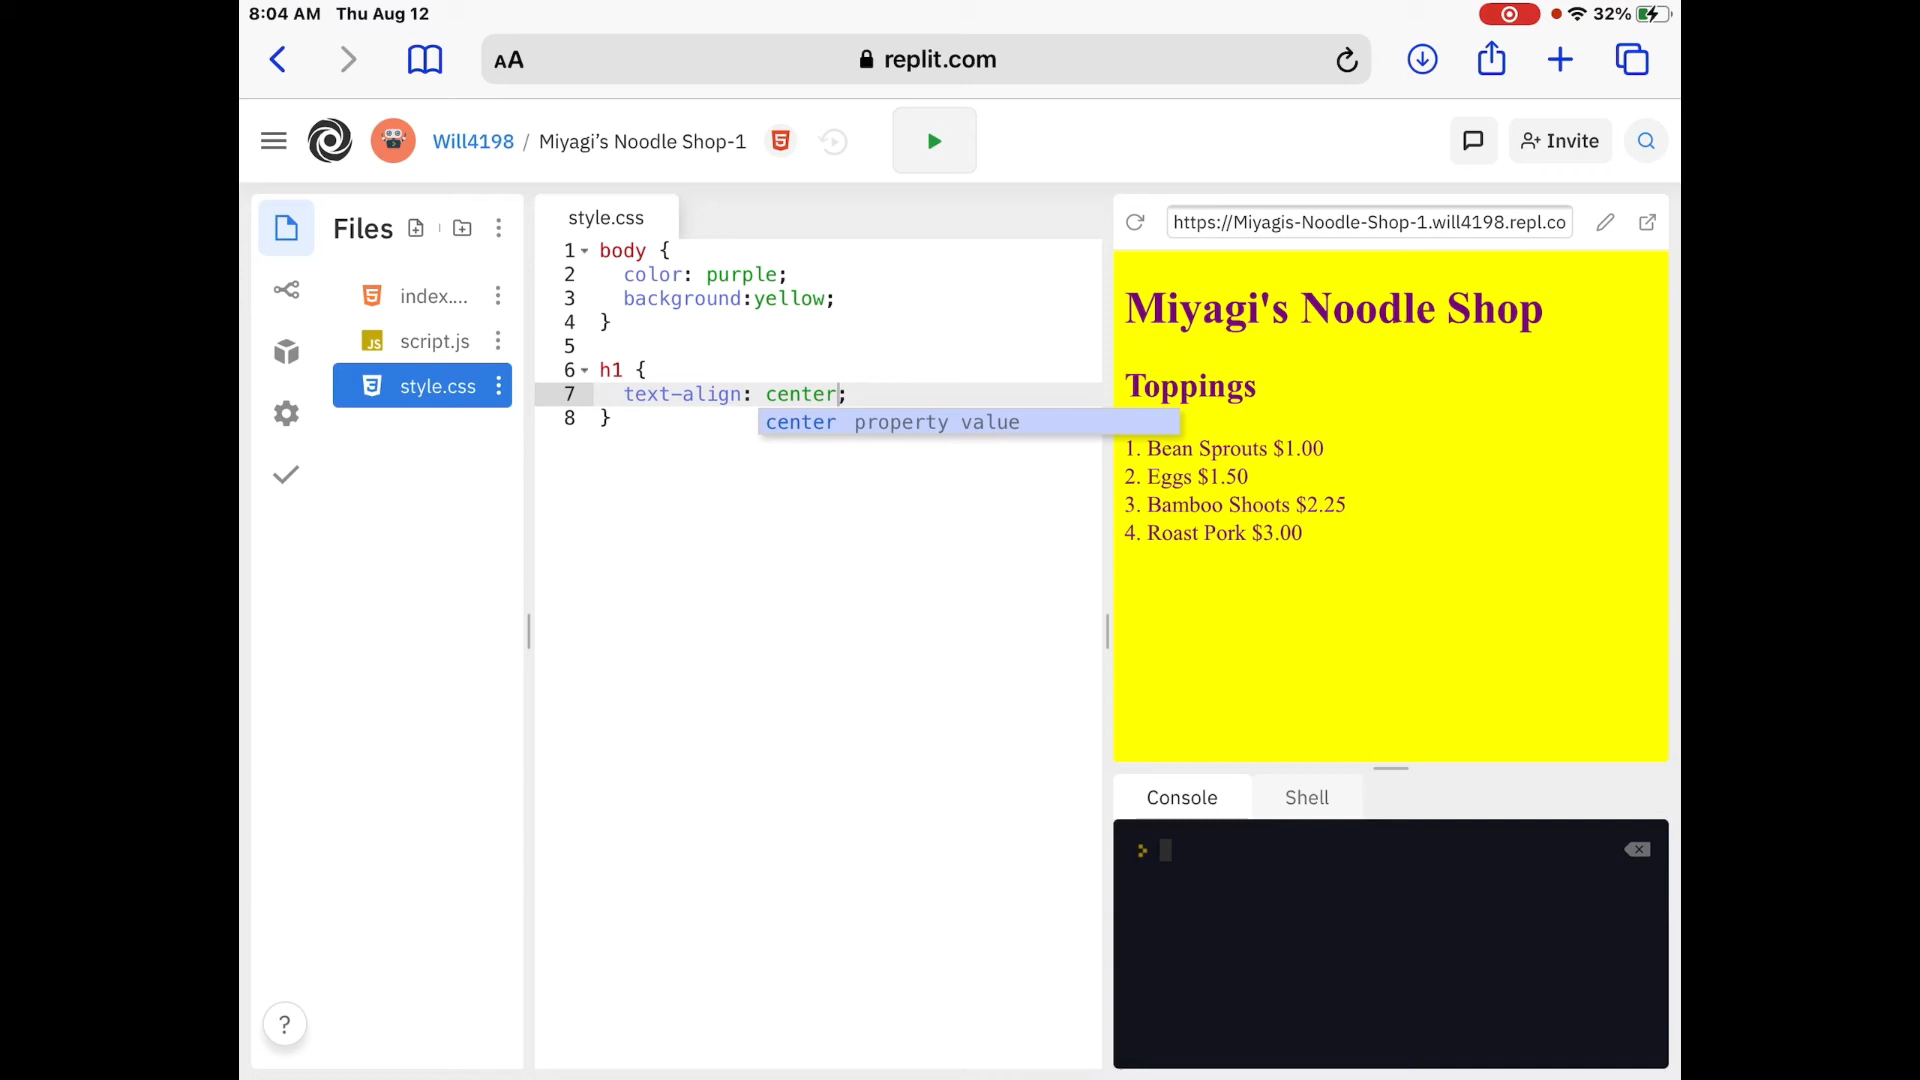 8:04 AM Thu Aug 12
32%
AA
replit.com
Will4198 / Miyagi’s Noodle Shop-1
Invite
Files
index....
script.js
style.css
style.css
1 body {
2 color: purple;
3 background:yellow;
4 }
5
6 h1 {
7 text-align: center;
8 }
center property value
https://Miyagis-Noodle-Shop-1.will4198.repl.co
Miyagi's Noodle Shop
Toppings
1. Bean Sprouts $1.00
2. Eggs $1.50
3. Bamboo Shoots $2.25
4. Roast Pork $3.00
Console
Shell
>
?